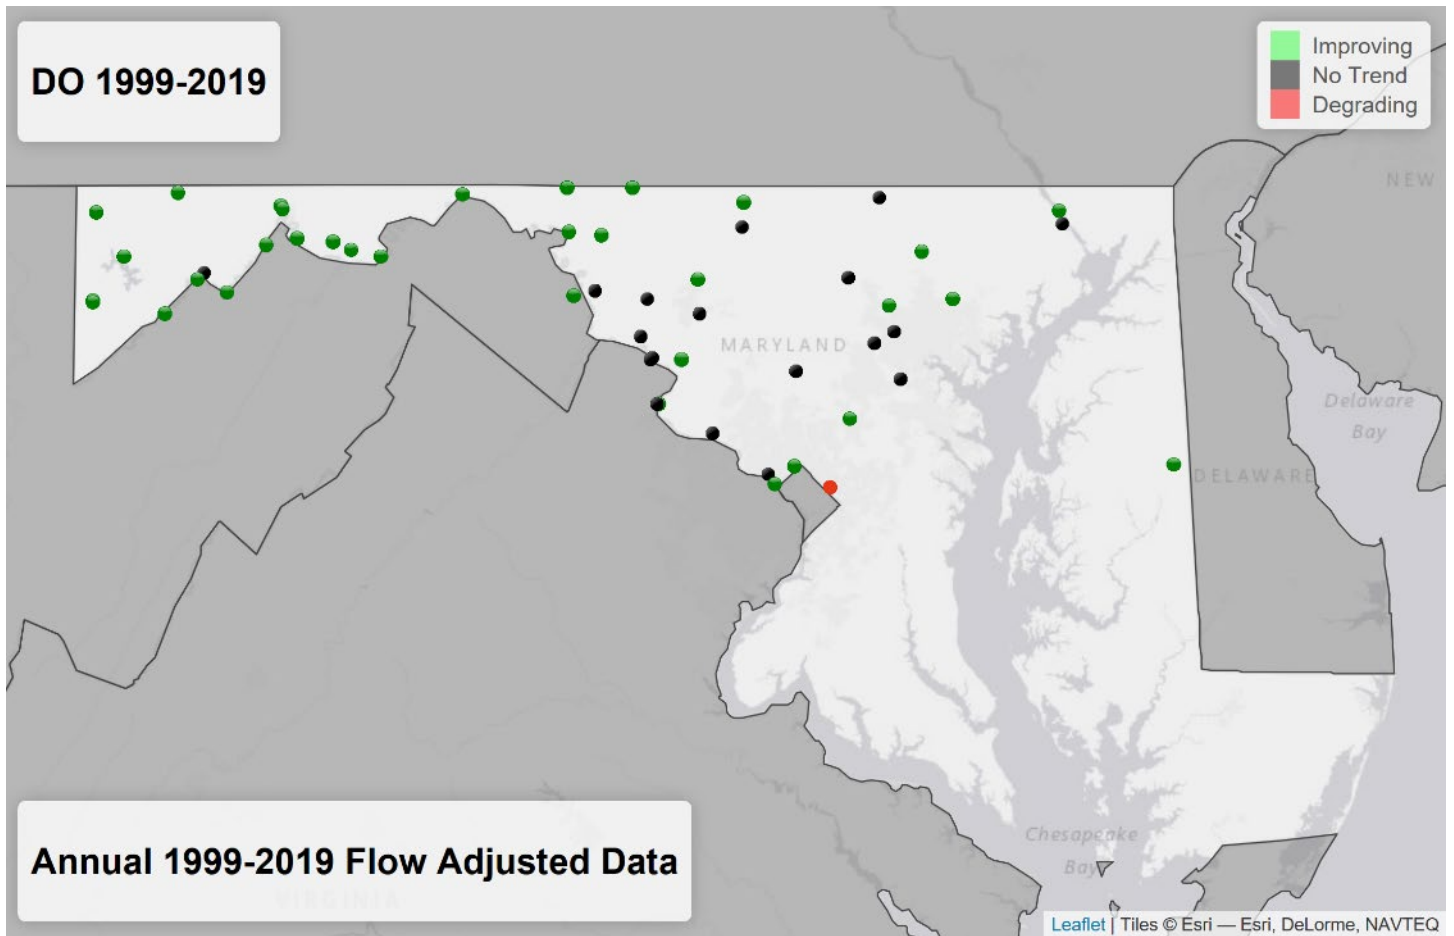 DO 1999-2019
Improving
No Trend
Degrading
NEW
MARYLAND
Delaware
Bay
DELAWARE
Chesapeake
Bay
Annual 1999-2019 Flow Adjusted Data
VIRGINIA
Leaflet | Tiles © Esri — Esri, DeLorme, NAVTEQ